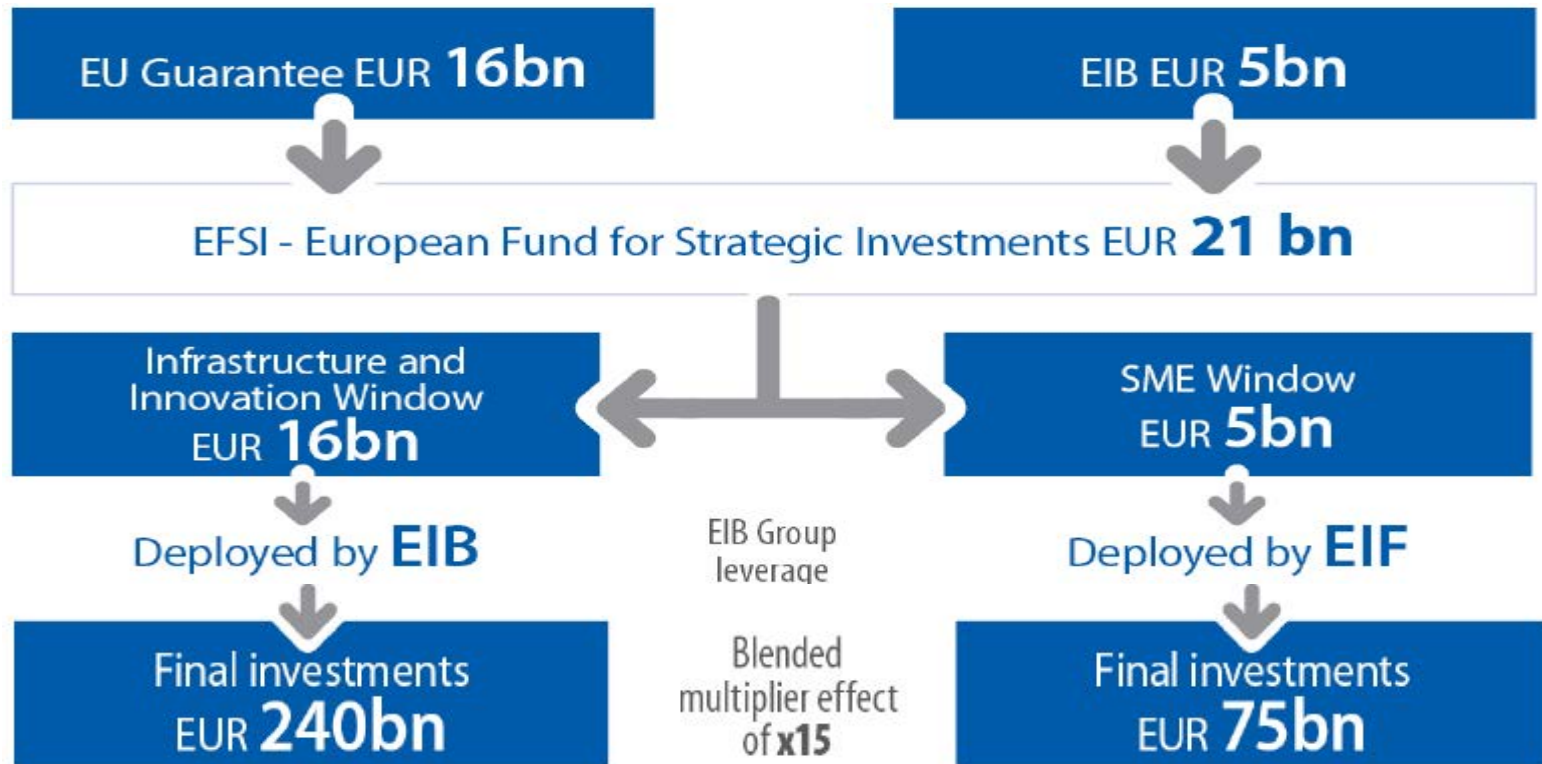 EU Guarantee EUR 16bn
EIB EUR 5bn
EFSI - European Fund for Strategic Investments EUR 21 bn
Infrastructure and
Innovation Window
EUR 16bn
SME Window
EUR 5bn
Deployed by EIB
EIB Group
leverage
Deployed by EIF
Final investments
EUR 240bn
Blended
multiplier effect
of x15
Final investments
EUR 75bn